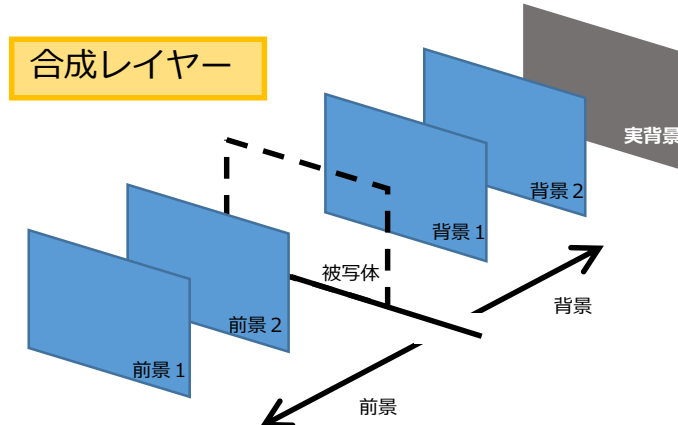 合成レイヤー
実背景
背景２
背景１
被写体
前景２
前景１
背景
前景